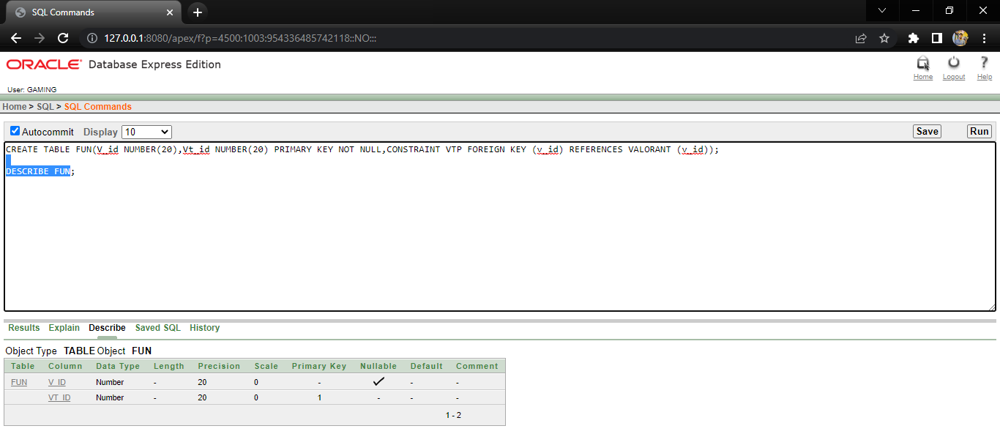 SQL Commands
127.0.0.1:8080/apex/f?p=4500:1003:954336485742118::NO:::
ORACLE Database Express Edition
Home Logout Help
User: GAMING
Home > SQL > SQL Commands
Autocommit Display 10 Save Run
CREATE TABLE FUN(V_id NUMBER(20),Vt_id NUMBER(20) PRIMARY KEY NOT NULL,CONSTRAINT VTP FOREIGN KEY (v_id) REFERENCES VALORANT (v_id));
DESCRIBE FUN;
Results Explain Describe Saved SQL History
Object Type TABLE Object FUN
Table Column Data Type Length Precision Scale Primary Key Nullable Default Comment
FUN V_ID Number - 20 0 - - -
VT_ID Number - 20 0 1 - - -
1 - 2